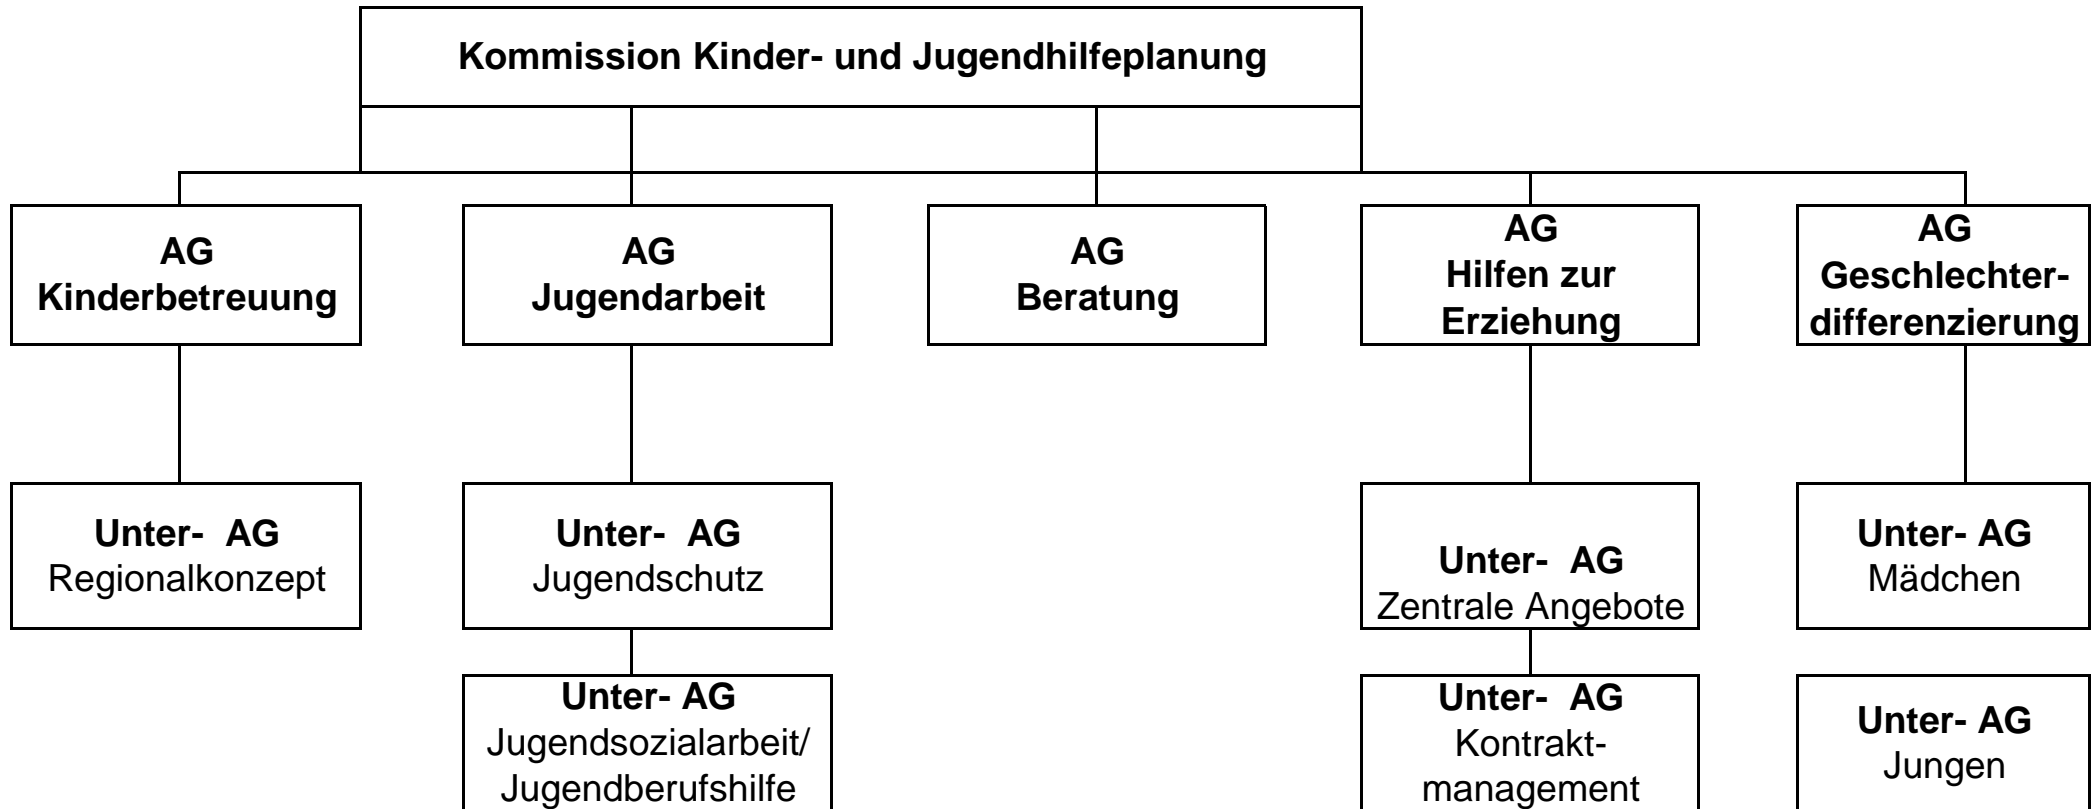 Kommission Kinder- und Jugendhilfeplanung
AG
Kinderbetreuung
AG
Jugendarbeit
AG
Beratung
AG
Hilfen zur
Erziehung
AG
Geschlechter-
differenzierung
Unter- AG
Regionalkonzept
Unter- AG
Jugendschutz
Unter- AG
Zentrale Angebote
Unter- AG
Mädchen
Unter- AG
Jugendsozialarbeit/
Jugendberufshilfe
Unter- AG
Kontrakt-
management
Unter- AG
Jungen